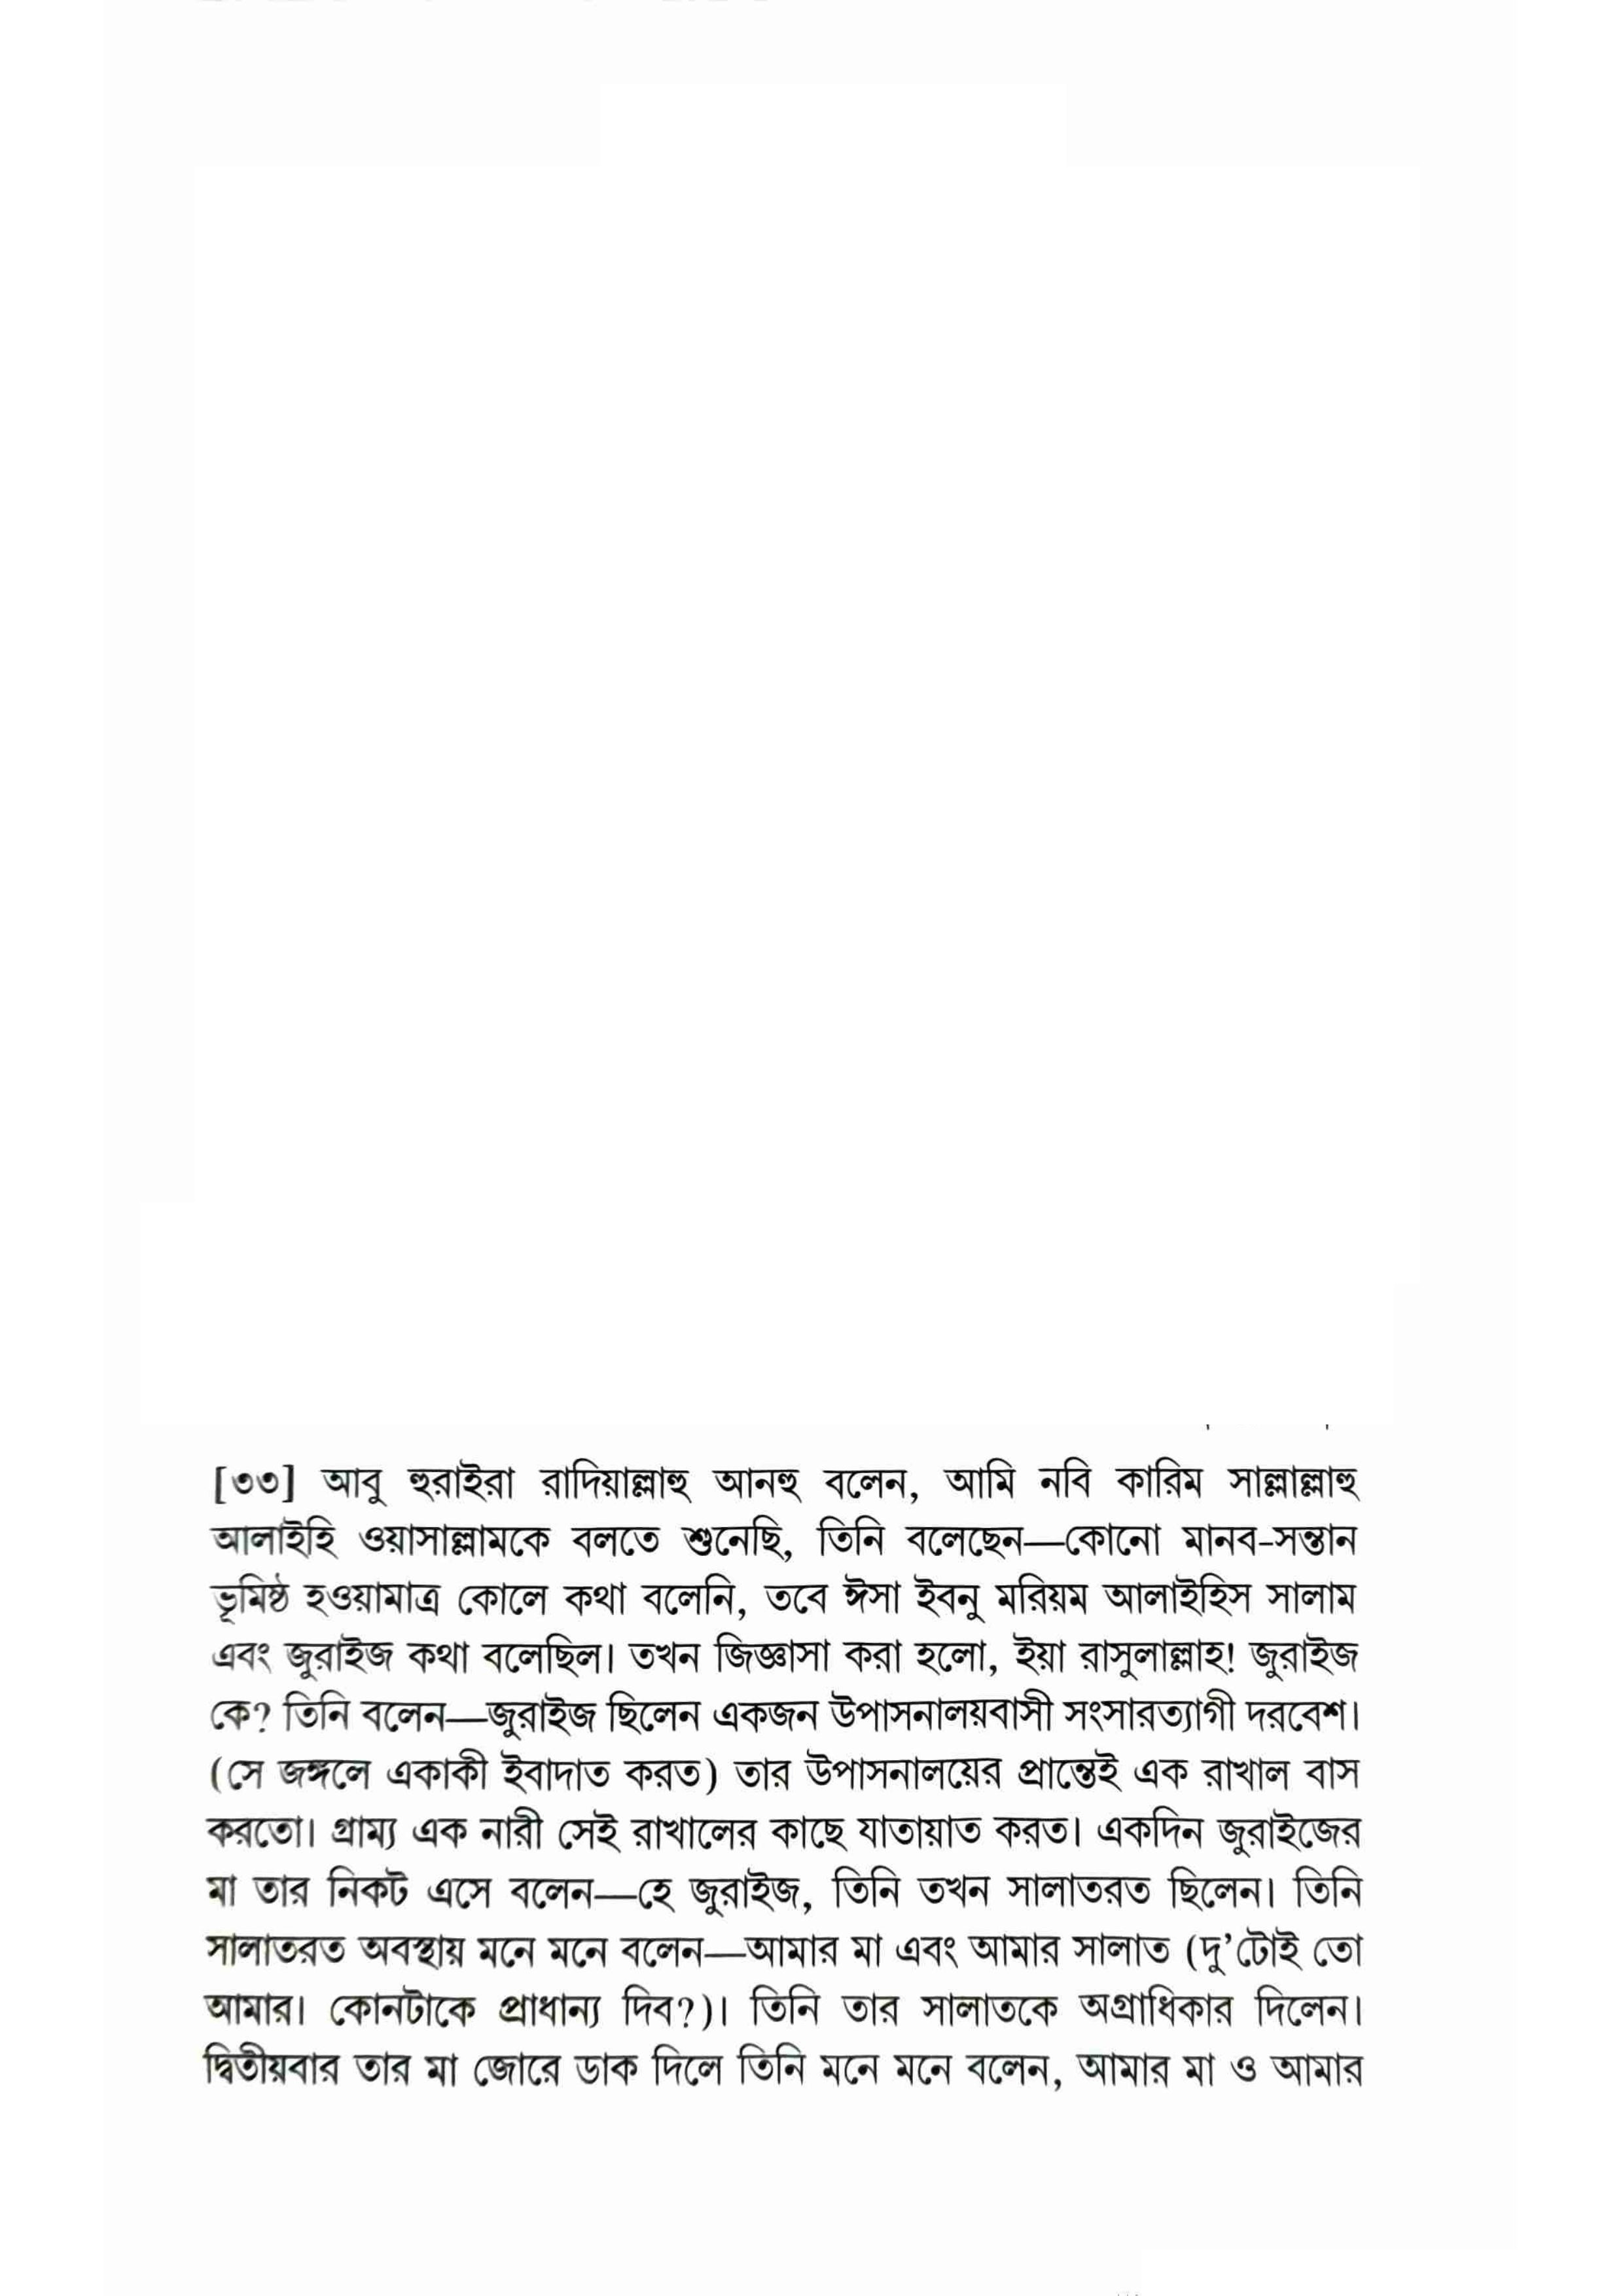 [৩৩] আবু হুরাইরা রাদিয়াল্লাহু আনহু বলেন, আমি নবি কারিম সাল্লাল্লাহু
আলাইহি ওয়াসাল্লামকে বলতে শুনেছি, তিনি বলেছেন—কোনো মানব-সন্তান
ভূমিষ্ঠ হওয়ামাত্র কোলে কথা বলেনি, তবে ঈসা ইবনু মরিয়ম আলাইহিস সালাম
এবং জুরাইজ কথা বলেছিল। তখন জিজ্ঞাসা করা হলো, ইয়া রাসুলাল্লাহ! জুরাইজ
কে? তিনি বলেন—জুরাইজ ছিলেন একজন উপাসনালয়বাসী সংসারত্যাগী দরবেশ।
(সে জঙ্গলে একাকী ইবাদাত করত) তার উপাসনালয়ের প্রান্তেই এক রাখাল বাস
করতো। গ্রাম্য এক নারী সেই রাখালের কাছে যাতায়াত করত। একদিন জুরাইজের
মা তার নিকট এসে বলেন—হে জুরাইজ, তিনি তখন সালাতরত ছিলেন। তিনি
সালাতরত অবস্থায় মনে মনে বলেন—আমার মা এবং আমার সালাত (দু’টোই তো
আমার। কোনটাকে প্রাধান্য দিব?)। তিনি তার সালাতকে অগ্রাধিকার দিলেন।
দ্বিতীয়বার তার মা জোরে ডাক দিলে তিনি মনে মনে বলেন, আমার মা ও আমার